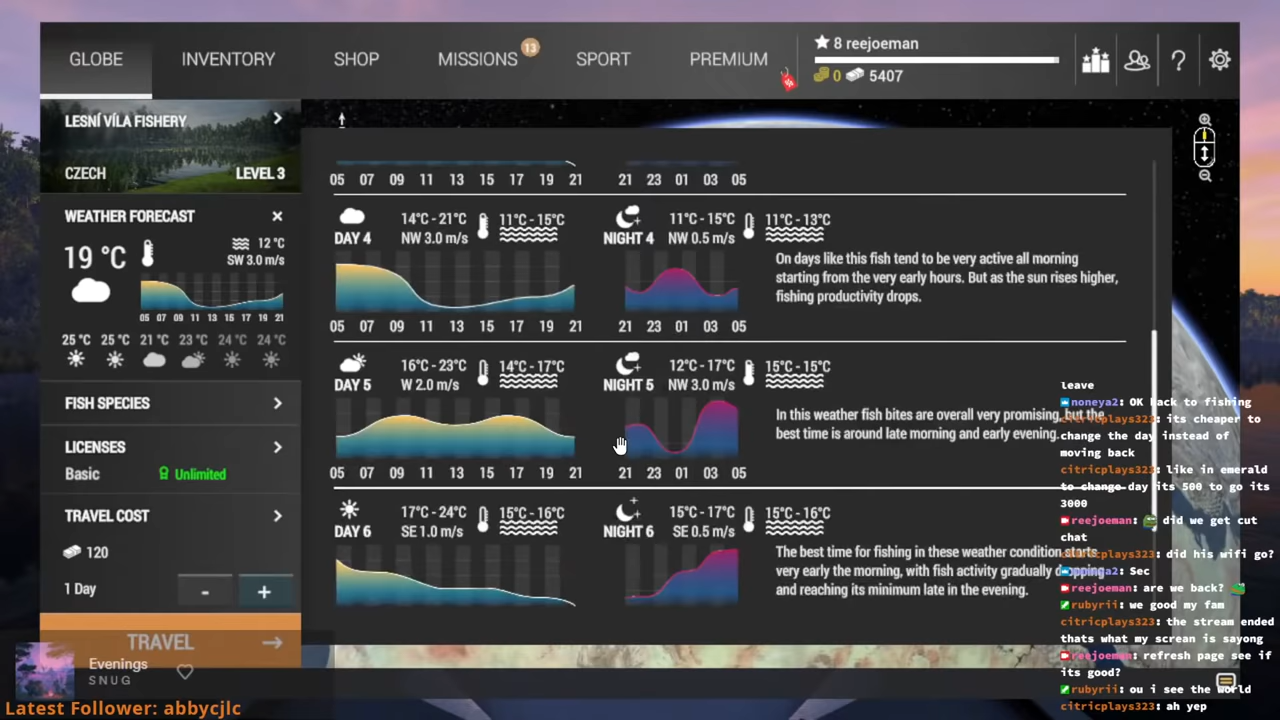 GLOBE
INVENTORY
SHOP
MISSIONS
13
SPORT
PREMIUM
8 reejoeman
0 5407
?
LESNÍ VÍLA FISHERY
CZECH
LEVEL 3
WEATHER FORECAST
19 °C
12 °C
SW 3.0 m/s
05 07 09 11 13 15 17 19 21
25 °C 25 °C 21 °C 23 °C 24 °C 24 °C
FISH SPECIES
LICENSES
Basic
Unlimited
TRAVEL COST
120
1 Day
- +
TRAVEL
05 07 09 11 13 15 17 19 21
21 23 01 03 05
DAY 4
14°C - 21°C
NW 3.0 m/s
11°C - 15°C
NIGHT 4
11°C - 15°C
NW 0.5 m/s
11°C - 13°C
On days like this fish tend to be very active all morning
starting from the very early hours. But as the sun rises higher,
fishing productivity drops.
05 07 09 11 13 15 17 19 21
21 23 01 03 05
DAY 5
16°C - 23°C
W 2.0 m/s
14°C - 17°C
NIGHT 5
12°C - 17°C
NW 3.0 m/s
15°C - 15°C
In this weather fish bites are overall very promising, but the
best time is around late morning and early evening.
05 07 09 11 13 15 17 19 21
21 23 01 03 05
DAY 6
17°C - 24°C
SE 1.0 m/s
15°C - 16°C
NIGHT 6
15°C - 17°C
SE 0.5 m/s
15°C - 16°C
The best time for fishing in these weather condition starts
very early the morning, with fish activity gradually dropping
and reaching its minimum late in the evening.
leave
noneya2: OK back to fishing
citricplays323: its cheaper to
change the day instead of
moving back
citricplays323: like in emerald
to change day its 500 to go its
3000
reejoeman: did we get cut
chat
citricplays323: did his wifi go?
noneya2: Sec
reejoeman: are we back?
rubyrii: we good my fam
citricplays323: the stream ended
thats what my screan is sayong
reejoeman: refresh page see if
its good?
rubyrii: ou i see the world
citricplays323: ah yep
Evenings
SNUG
Latest Follower: abbycjlc